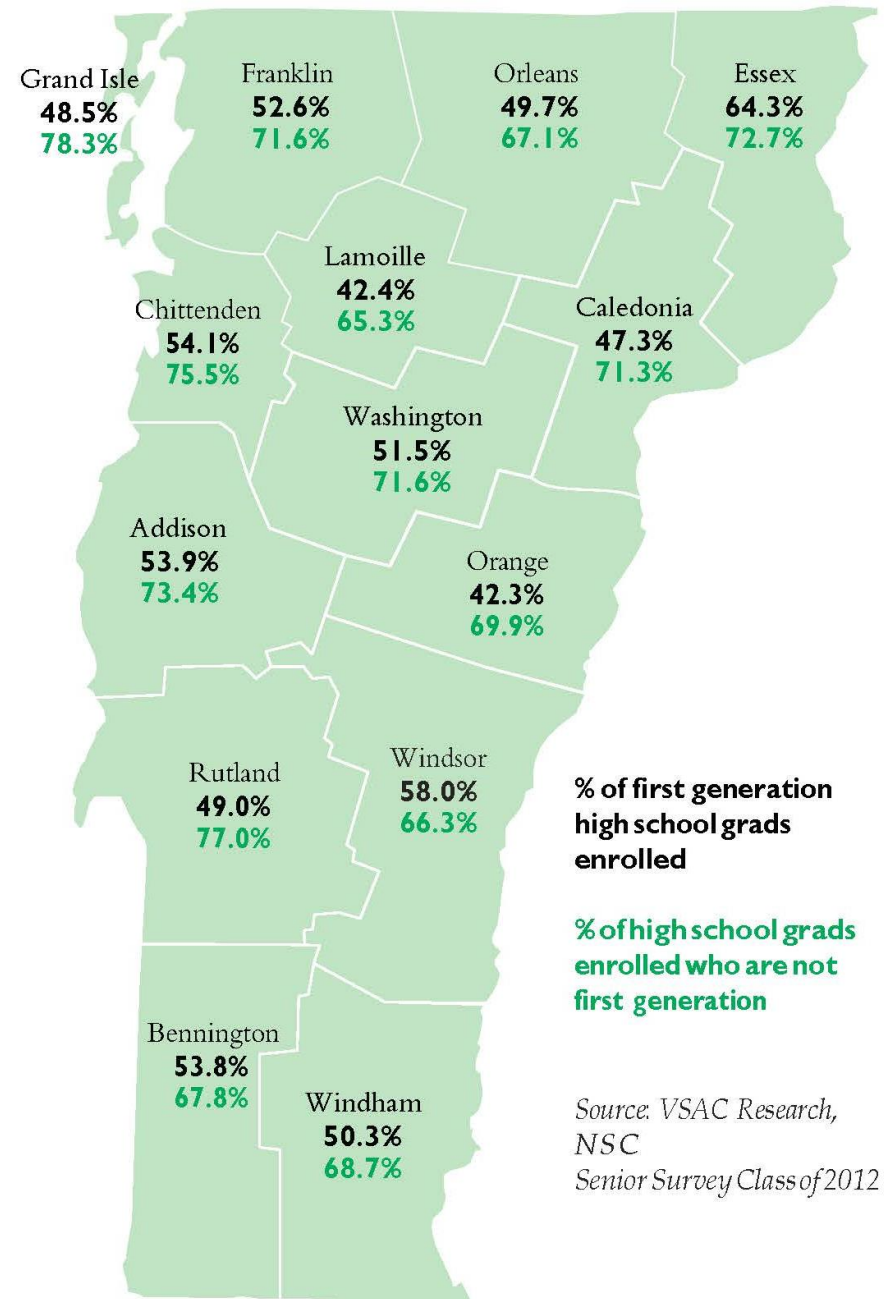 Grand Isle
48.5%
78.3%
Franklin
52.6%
71.6%
Orleans
49.7%
67.1%
Essex
64.3%
72.7%
Lamoille
42.4%
65.3%
Chittenden
54.1%
75.5%
Caledonia
47.3%
71.3%
Washington
51.5%
71.6%
Addison
53.9%
73.4%
Orange
42.3%
69.9%
Rutland
49.0%
77.0%
Windsor
58.0%
66.3%
% of first generation
high school grads
enrolled
% of high school grads
enrolled who are not
first generation
Bennington
53.8%
67.8%
Windham
50.3%
68.7%
Source: VSAC Research,
NSC
Senior Survey Class of 2012